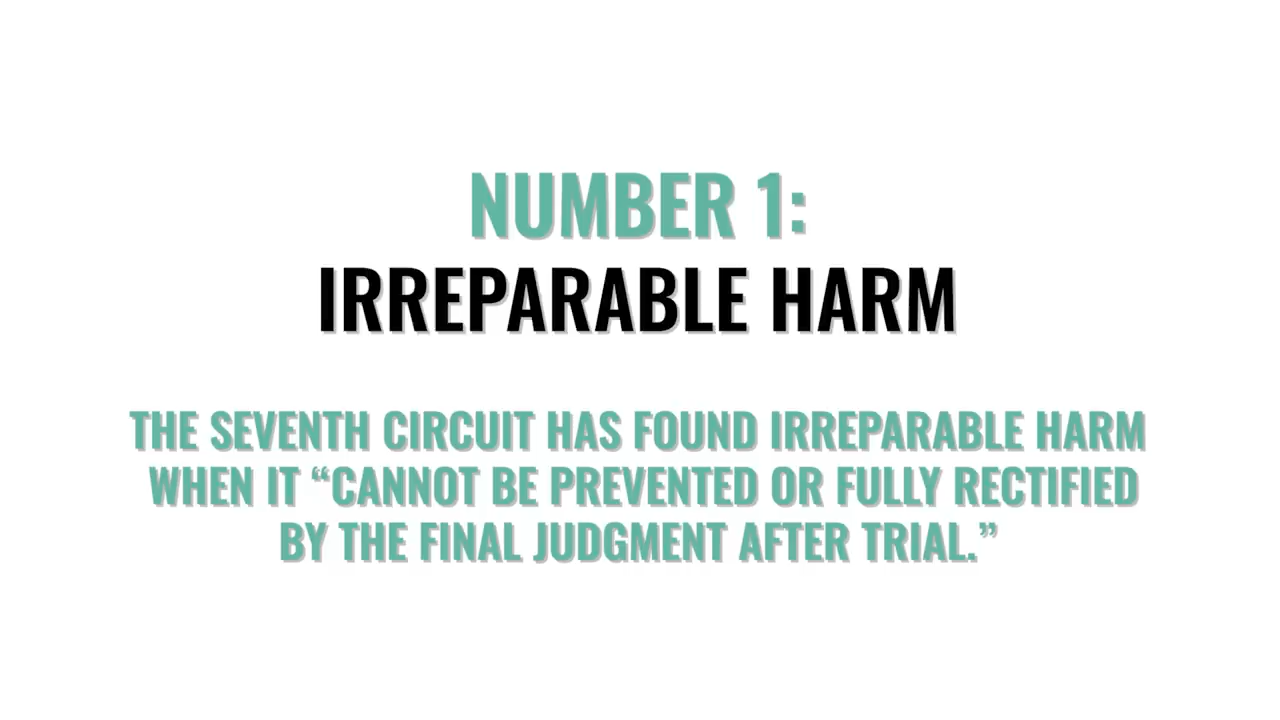 NUMBER 1:
IRREPARABLE HARM
THE SEVENTH CIRCUIT HAS FOUND IRREPARABLE HARM
WHEN IT “CANNOT BE PREVENTED OR FULLY RECTIFIED
BY THE FINAL JUDGMENT AFTER TRIAL.”